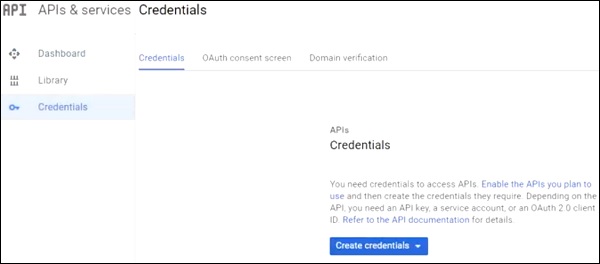 API APIs & services Credentials
Dashboard
Library
Credentials
Credentials OAuth consent screen Domain verification
APIs
Credentials
You need credentials to access APIs. Enable the APIs you plan to
use and then create the credentials they require. Depending on the
API, you need an API key, a service account, or an OAuth 2.0 client
ID. Refer to the API documentation for details.
Create credentials